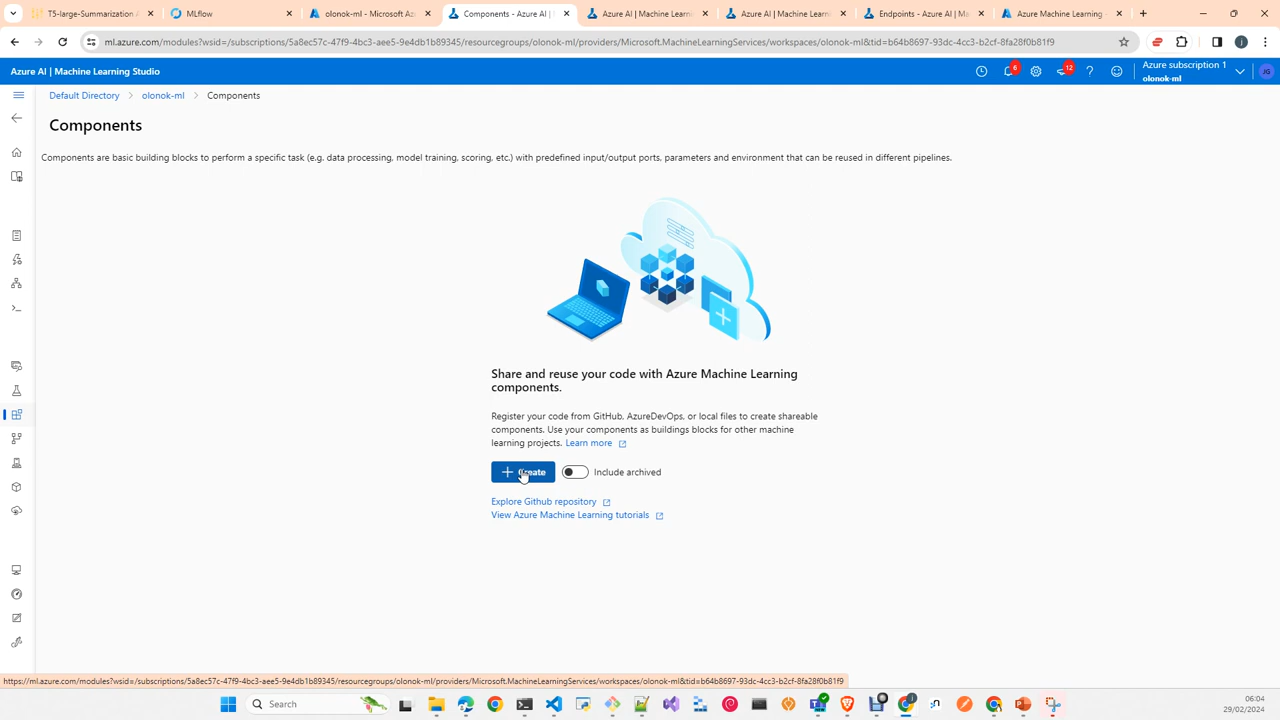 T5-large-Summarization A
MLflow
olonok-ml - Microsoft Az
Components - Azure AI |
Azure AI | Machine Learni
Azure AI | Machine Learni
Endpoints - Azure AI | Ma
Azure Machine Learning
ml.azure.com/modules?wsid=/subscriptions/5a8ec57c-47f9-4bc3-aee5-9e4db1b89345/resourcegroups/olonok-ml/providers/Microsoft.MachineLearningServices/workspaces/olonok-ml&tid=b64b8697-93dc-4cc3-b2cf-8fa28f0b81f9
Azure AI | Machine Learning Studio
6
12
Azure subscription 1
olonok-ml
JG
Default Directory > olonok-ml > Components
Components
Components are basic building blocks to perform a specific task (e.g. data processing, model training, scoring, etc.) with predefined input/output ports, parameters and environment that can be reused in different pipelines.
Share and reuse your code with Azure Machine Learning
components.
Register your code from GitHub, AzureDevOps, or local files to create shareable
components. Use your components as buildings blocks for other machine
learning projects. Learn more
Create
Include archived
Explore Github repository
View Azure Machine Learning tutorials
https://ml.azure.com/modules?wsid=/subscriptions/5a8ec57c-47f9-4bc3-aee5-9e4db1b89345/resourcegroups/olonok-ml/providers/Microsoft.MachineLearningServices/workspaces/olonok-ml&tid=b64b8697-93dc-4cc3-b2cf-8fa28f0b81f9
Search
06:04
29/02/2024